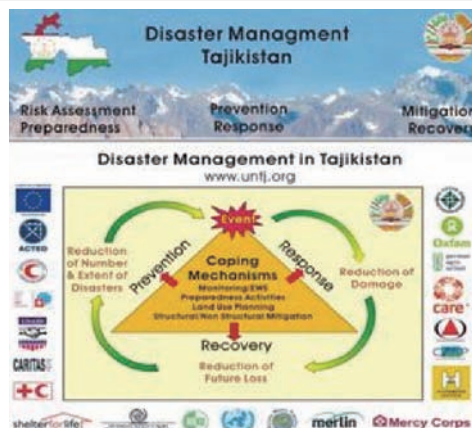 Disaster Managment
Tajikistan
Risk Assessment
Preparedness
Prevention
Response
Mitigation
Recovery
Disaster Management in Tajikistan
www.untj.org
Event
Reduction
of Number
& Extent of
Disasters
Prevention
Coping
Mechanisms
Monitoring/EWS
Preparedness Activities
Land Use Planning
Structural/Non Structural Mitigation
Response
Reduction of
Damage
Recovery
Reduction of
Future Loss
ACTED
CARITAS
Oxfam
care
shelterforlife
merlin
Mercy Corps